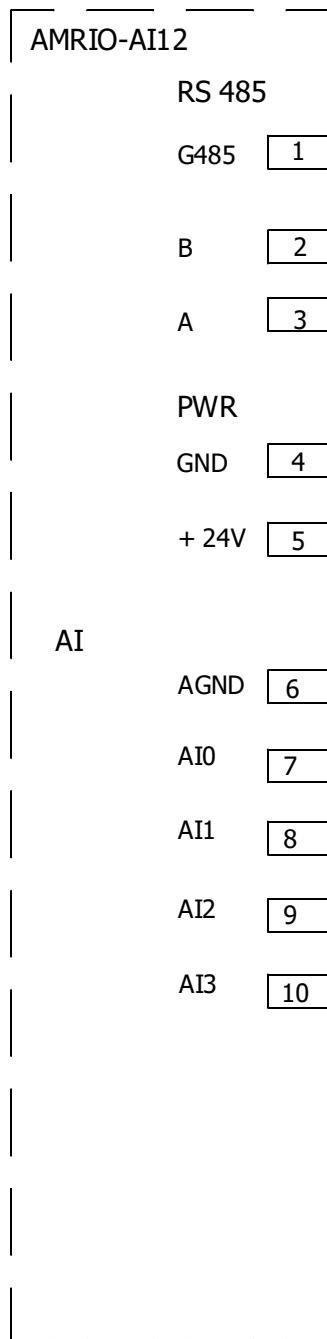 AMRIO-AI12
RS 485
G485 1
B 2
A 3
PWR
GND 4
+ 24V 5
AI
AGND 6
AI0 7
AI1 8
AI2 9
AI3 10